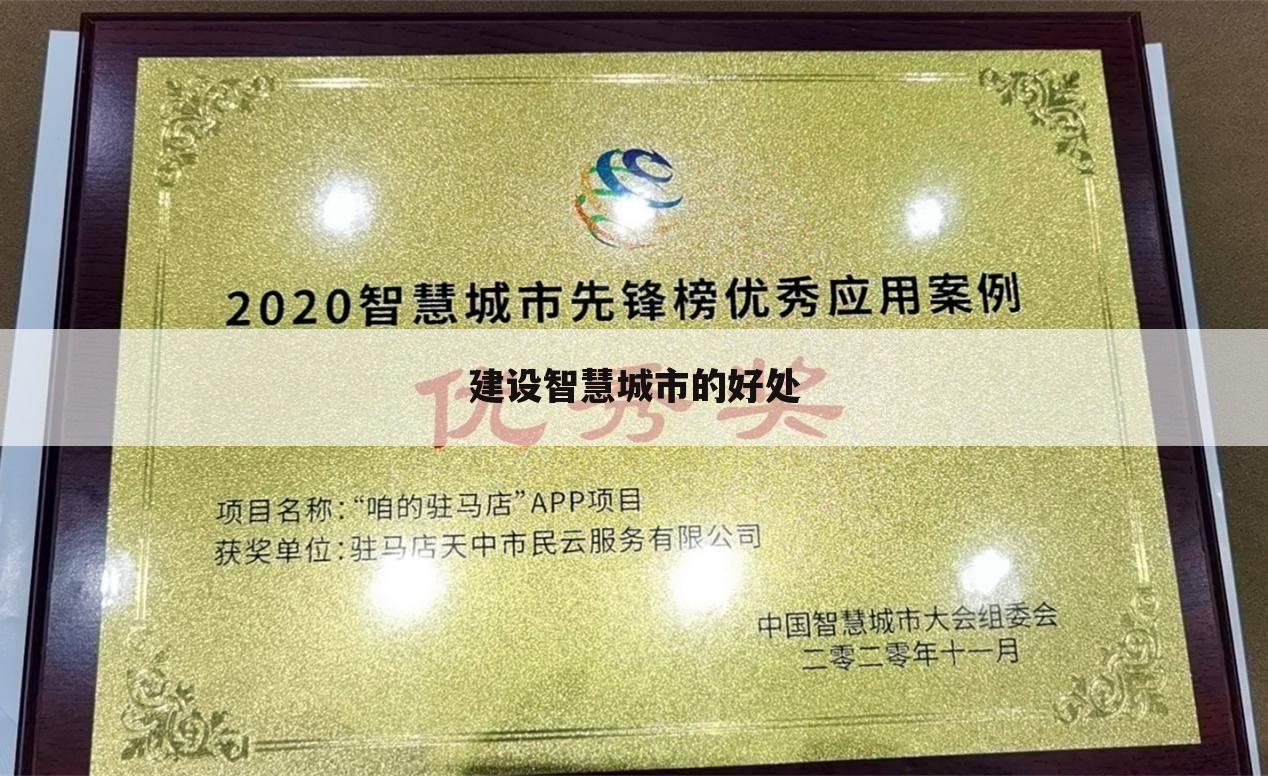 2020智慧城市先锋榜优秀应用案例
优秀奖
建设智慧城市的好处
项目名称：“咱的驻马店”APP项目
获奖单位：驻马店天中市民云服务有限公司
中国智慧城市大会组委会
二零二零年十一月